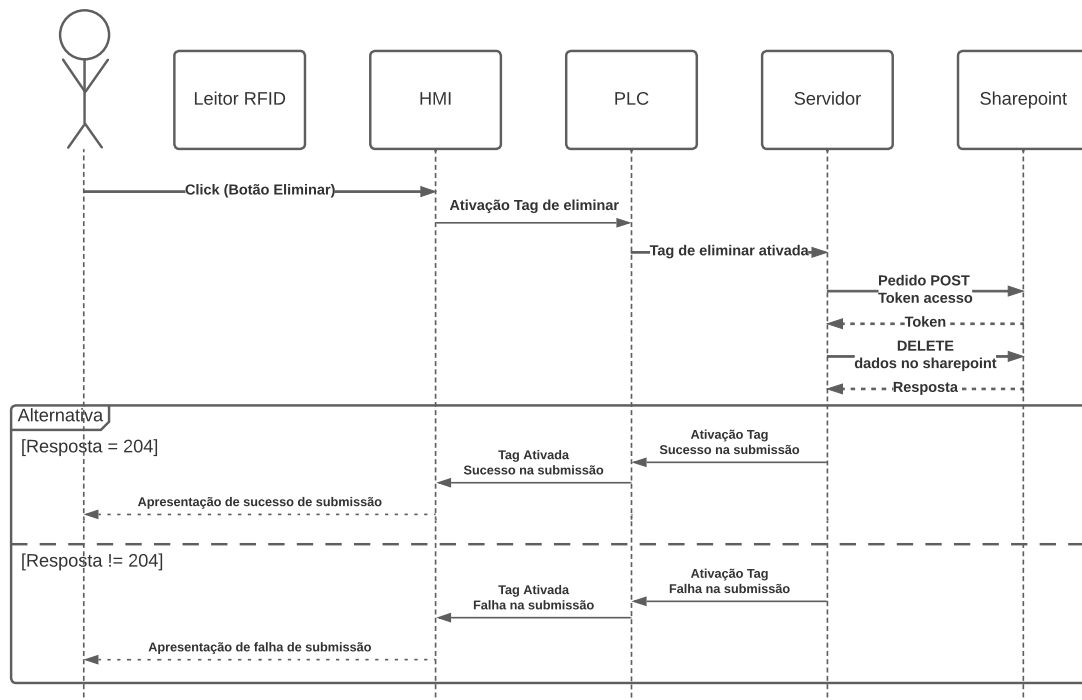 Leitor RFID
HMI
PLC
Servidor
Sharepoint
Click (Botão Eliminar)
Ativação Tag de eliminar
Tag de eliminar ativada
Pedido POST
Token acesso
Token
DELETE
dados no sharepoint
Resposta
Alternativa
[Resposta = 204]
Ativação Tag
Sucesso na submissão
Tag Ativada
Sucesso na submissão
Apresentação de sucesso de submissão
[Resposta != 204]
Ativação Tag
Falha na submissão
Tag Ativada
Falha na submissão
Apresentação de falha de submissão